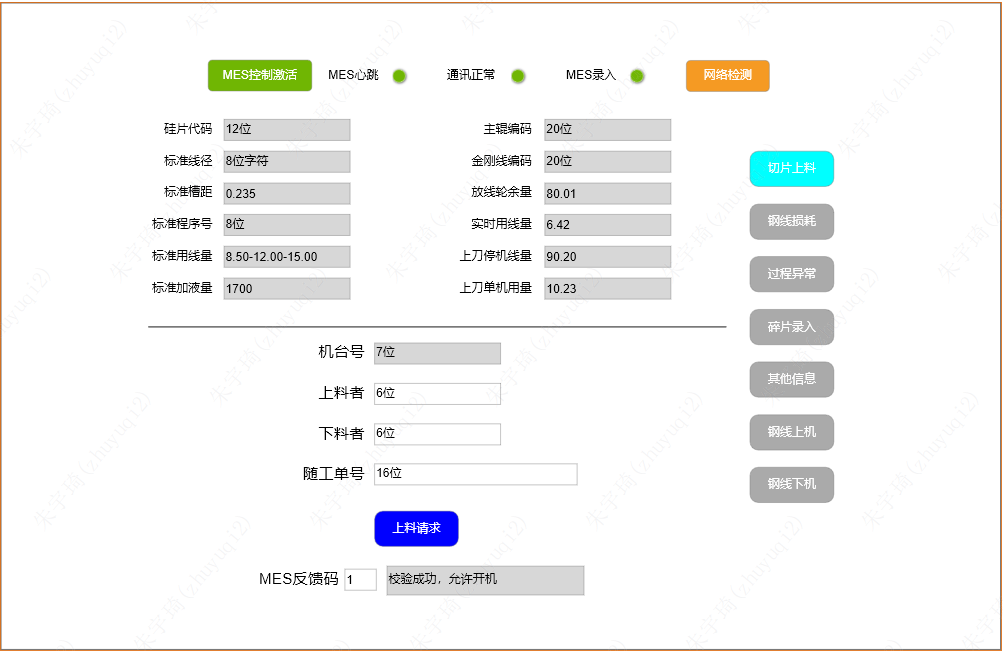 MES控制激活 MES心跳 通讯正常 MES录入 网络检测
硅片代码 12位 主辊编码 20位
标准线径 8位字符 金刚线编码 20位
切片上料
标准槽距 0.235 放线轮余量 80.01
标准程序号 8位 实时用线量 6.42
钢线损耗
标准用线量 8.50-12.00-15.00 上刀停机线量 90.20
过程异常
标准加液量 1700 上刀单机用量 10.23
碎片录入
机台号 7位
其他信息
上料者 6位
下料者 6位
钢线上机
随工单号 16位
钢线下机
上料请求
MES反馈码 1 校验成功，允许开机
朱宇琦(zhuyuqi2)